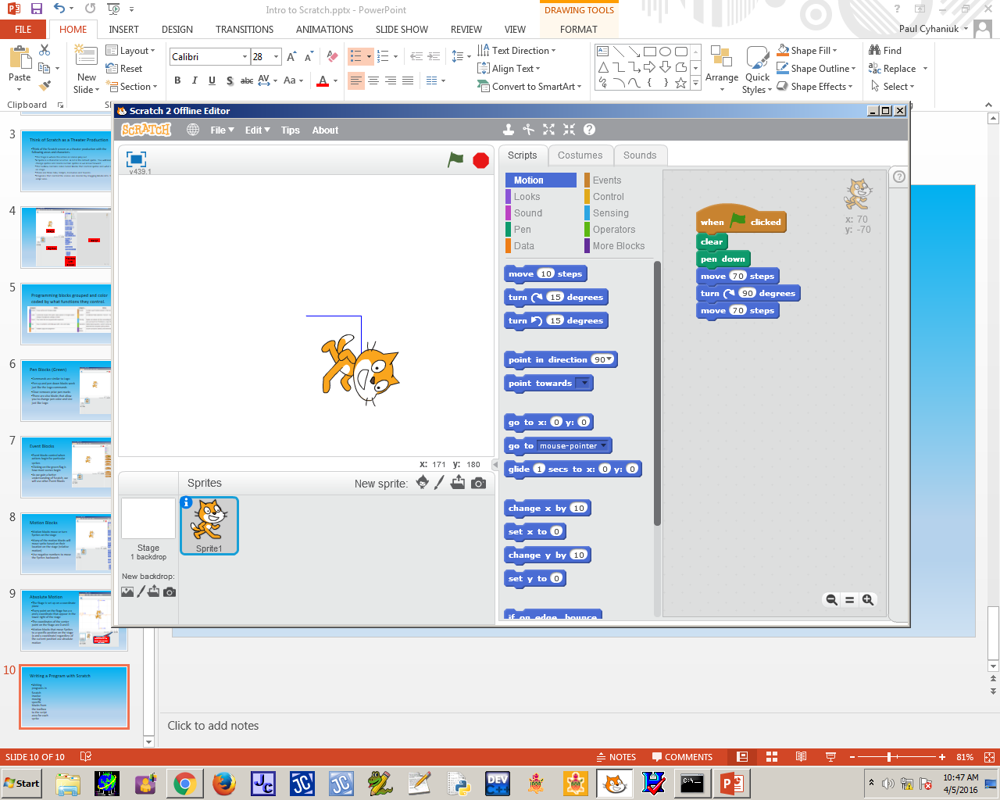 Intro to Scratch.pptx - PowerPoint
DRAWING TOOLS
FILE
HOME
INSERT
DESIGN
TRANSITIONS
ANIMATIONS
SLIDE SHOW
REVIEW
VIEW
FORMAT
Paul Cyhaniuk
Paste
Clipboard
New
Slide
Layout
Reset
Section
Calibri
28
B I U S abc AV Aa A
Text Direction
Align Text
Convert to SmartArt
Arrange
Quick
Styles
Shape Fill
Shape Outline
Shape Effects
Find
Replace
Select
Scratch 2 Offline Editor
SCRATCH
File
Edit
Tips
About
v439.1
Scripts
Costumes
Sounds
Motion
Looks
Sound
Pen
Data
Events
Control
Sensing
Operators
More Blocks
move 10 steps
turn 15 degrees
turn 15 degrees
point in direction 90
point towards
go to x: 0 y: 0
go to mouse-pointer
glide 1 secs to x: 0 y: 0
change x by 10
set x to 0
change y by 10
set y to 0
if on edge, bounce
when clicked
clear
pen down
move 70 steps
turn 90 degrees
move 70 steps
x: 70
y: -70
x: 171 y: 180
Sprites
New sprite:
Stage
1 backdrop
New backdrop:
Sprite1
3
Think of Scratch as a Theater Production
4
5
Programming blocks grouped and color
coded by what functions they control.
6
Pen Blocks (Green)
7
Event Blocks
8
Motion Blocks
9
Absolute Motion
10
Writing a Program with Scratch
Click to add notes
SLIDE 10 OF 10
NOTES
COMMENTS
81%
Start
JC
JC
JC
DEV
C:\
10:47 AM
4/5/2016